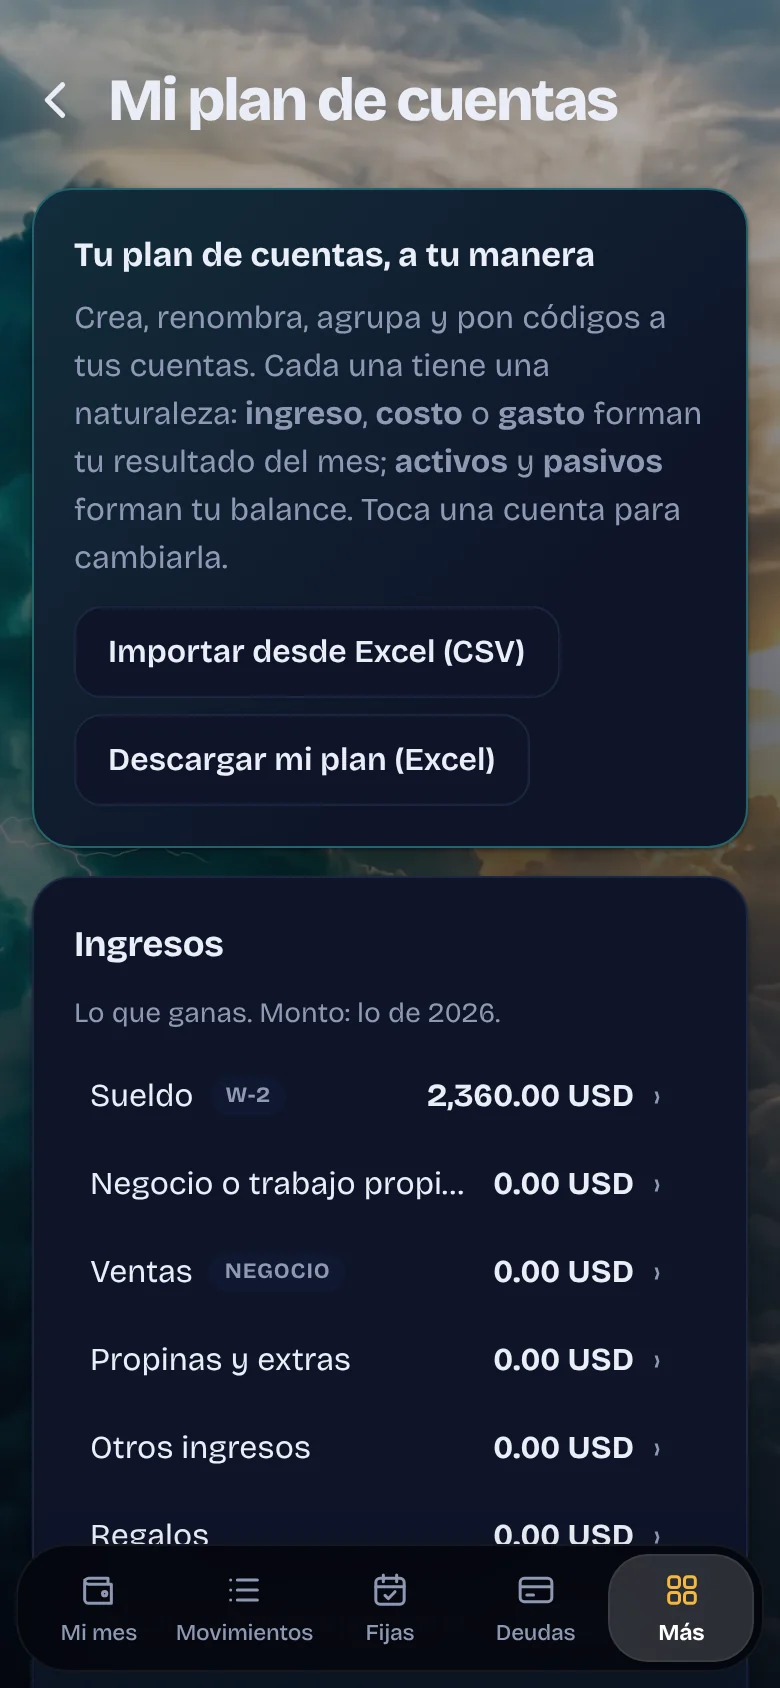 Mi plan de cuentas
Tu plan de cuentas, a tu manera
Crea, renombra, agrupa y pon códigos a
tus cuentas. Cada una tiene una
naturaleza: ingreso, costo o gasto forman
tu resultado del mes; activos y pasivos
forman tu balance. Toca una cuenta para
cambiarla.
Importar desde Excel (CSV)
Descargar mi plan (Excel)
Ingresos
Lo que ganas. Monto: lo de 2026.
Sueldo W-2 2,360.00 USD
Negocio o trabajo propi... 0.00 USD
Ventas NEGOCIO 0.00 USD
Propinas y extras 0.00 USD
Otros ingresos 0.00 USD
Regalos 0.00 USD
Mi mes Movimientos Fijas Deudas Más